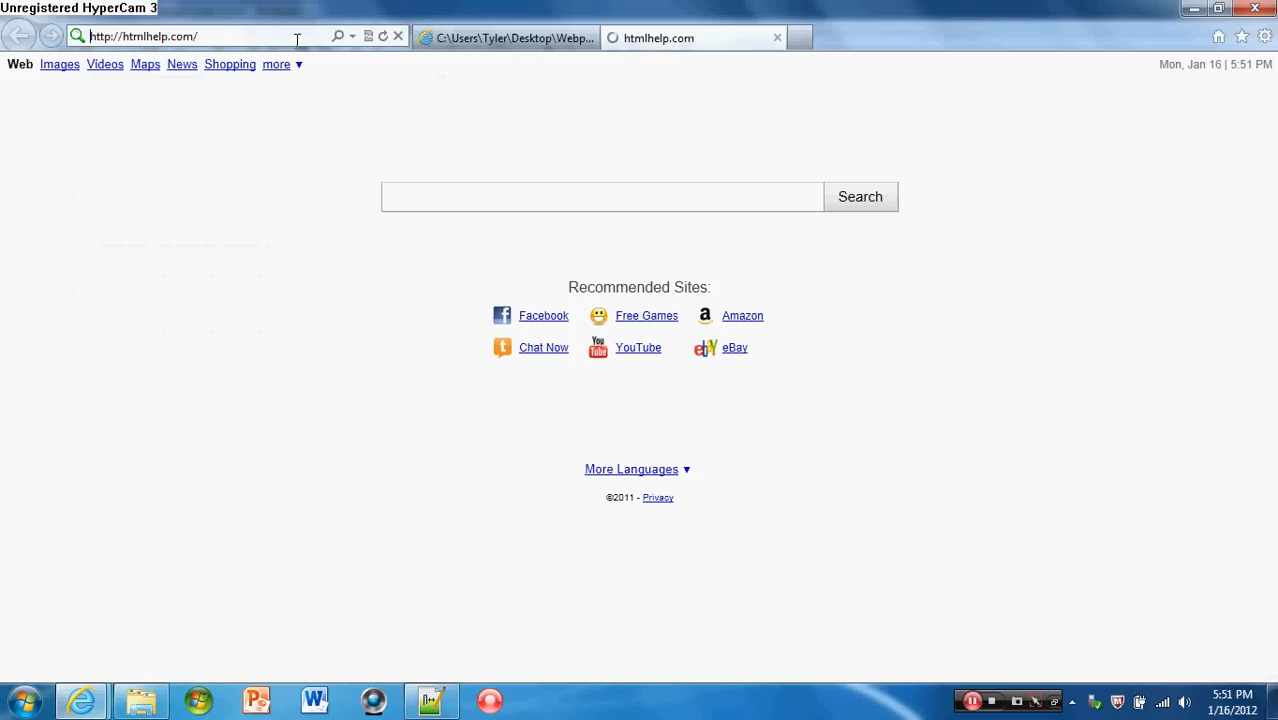 Unregistered HyperCam 3
http://htmlhelp.com/
C:\Users\Tyler\Desktop\Webp...
htmlhelp.com
Web Images Videos Maps News Shopping more ▼
Mon, Jan 16 | 5:51 PM
Search
Recommended Sites:
Facebook Free Games Amazon
Chat Now YouTube eBay
More Languages ▼
©2011 - Privacy
5:51 PM
1/16/2012